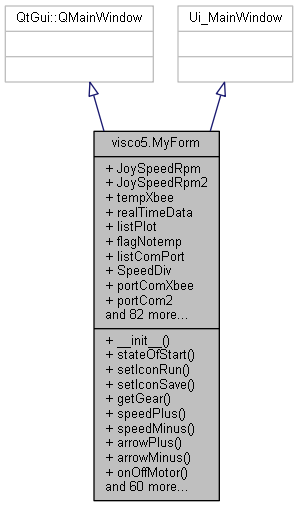 QtGui::QMainWindow
Ui_MainWindow
visco5.MyForm
+ JoySpeedRpm
+ JoySpeedRpm2
+ tempXbee
+ realTimeData
+ listPlot
+ flagNotemp
+ listComPort
+ SpeedDiv
+ portComXbee
+ portCom2
and 82 more...
+ __init__()
+ stateOfStart()
+ setIconRun()
+ setIconSave()
+ getGear()
+ speedPlus()
+ speedMinus()
+ arrowPlus()
+ arrowMinus()
+ onOffMotor()
and 60 more...